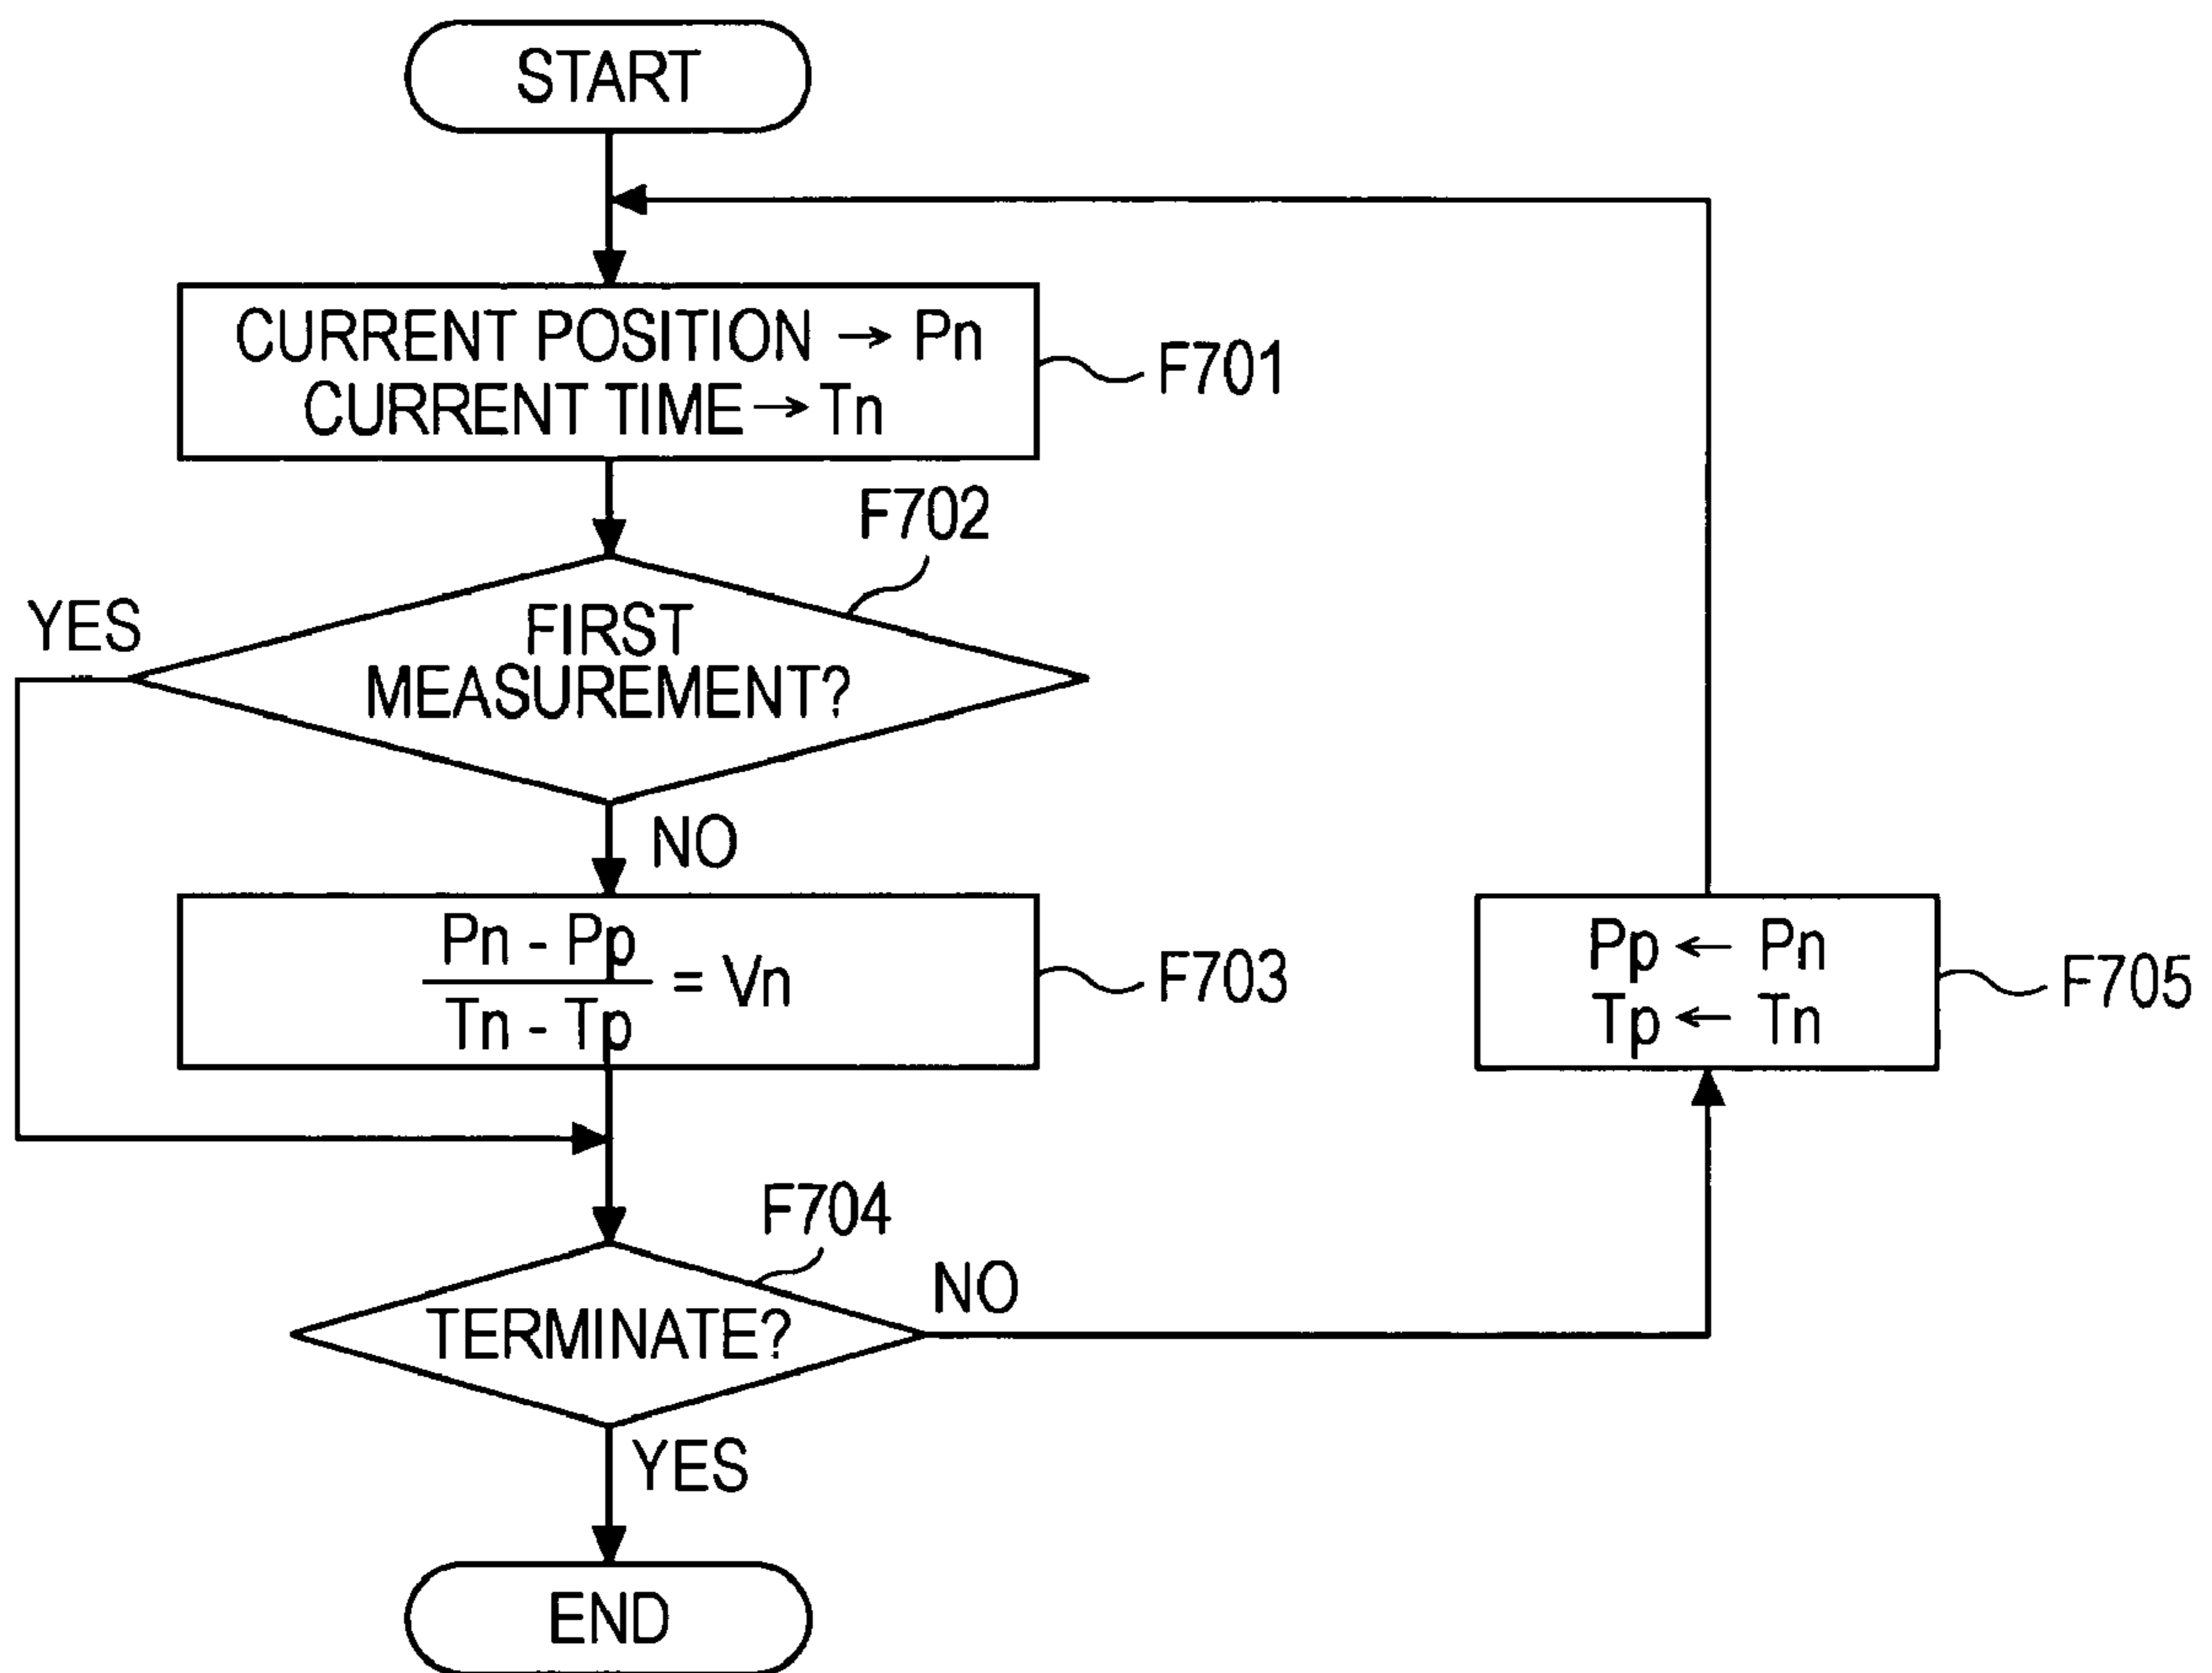 START
CURRENT POSITION → Pn
CURRENT TIME → Tn
F701
F702
FIRST
MEASUREMENT?
YES
NO
Pn - Pp
Tn - Tp
= Vn
F703
Pp ← Pn
Tp ← Tn
F705
F704
TERMINATE?
NO
YES
END